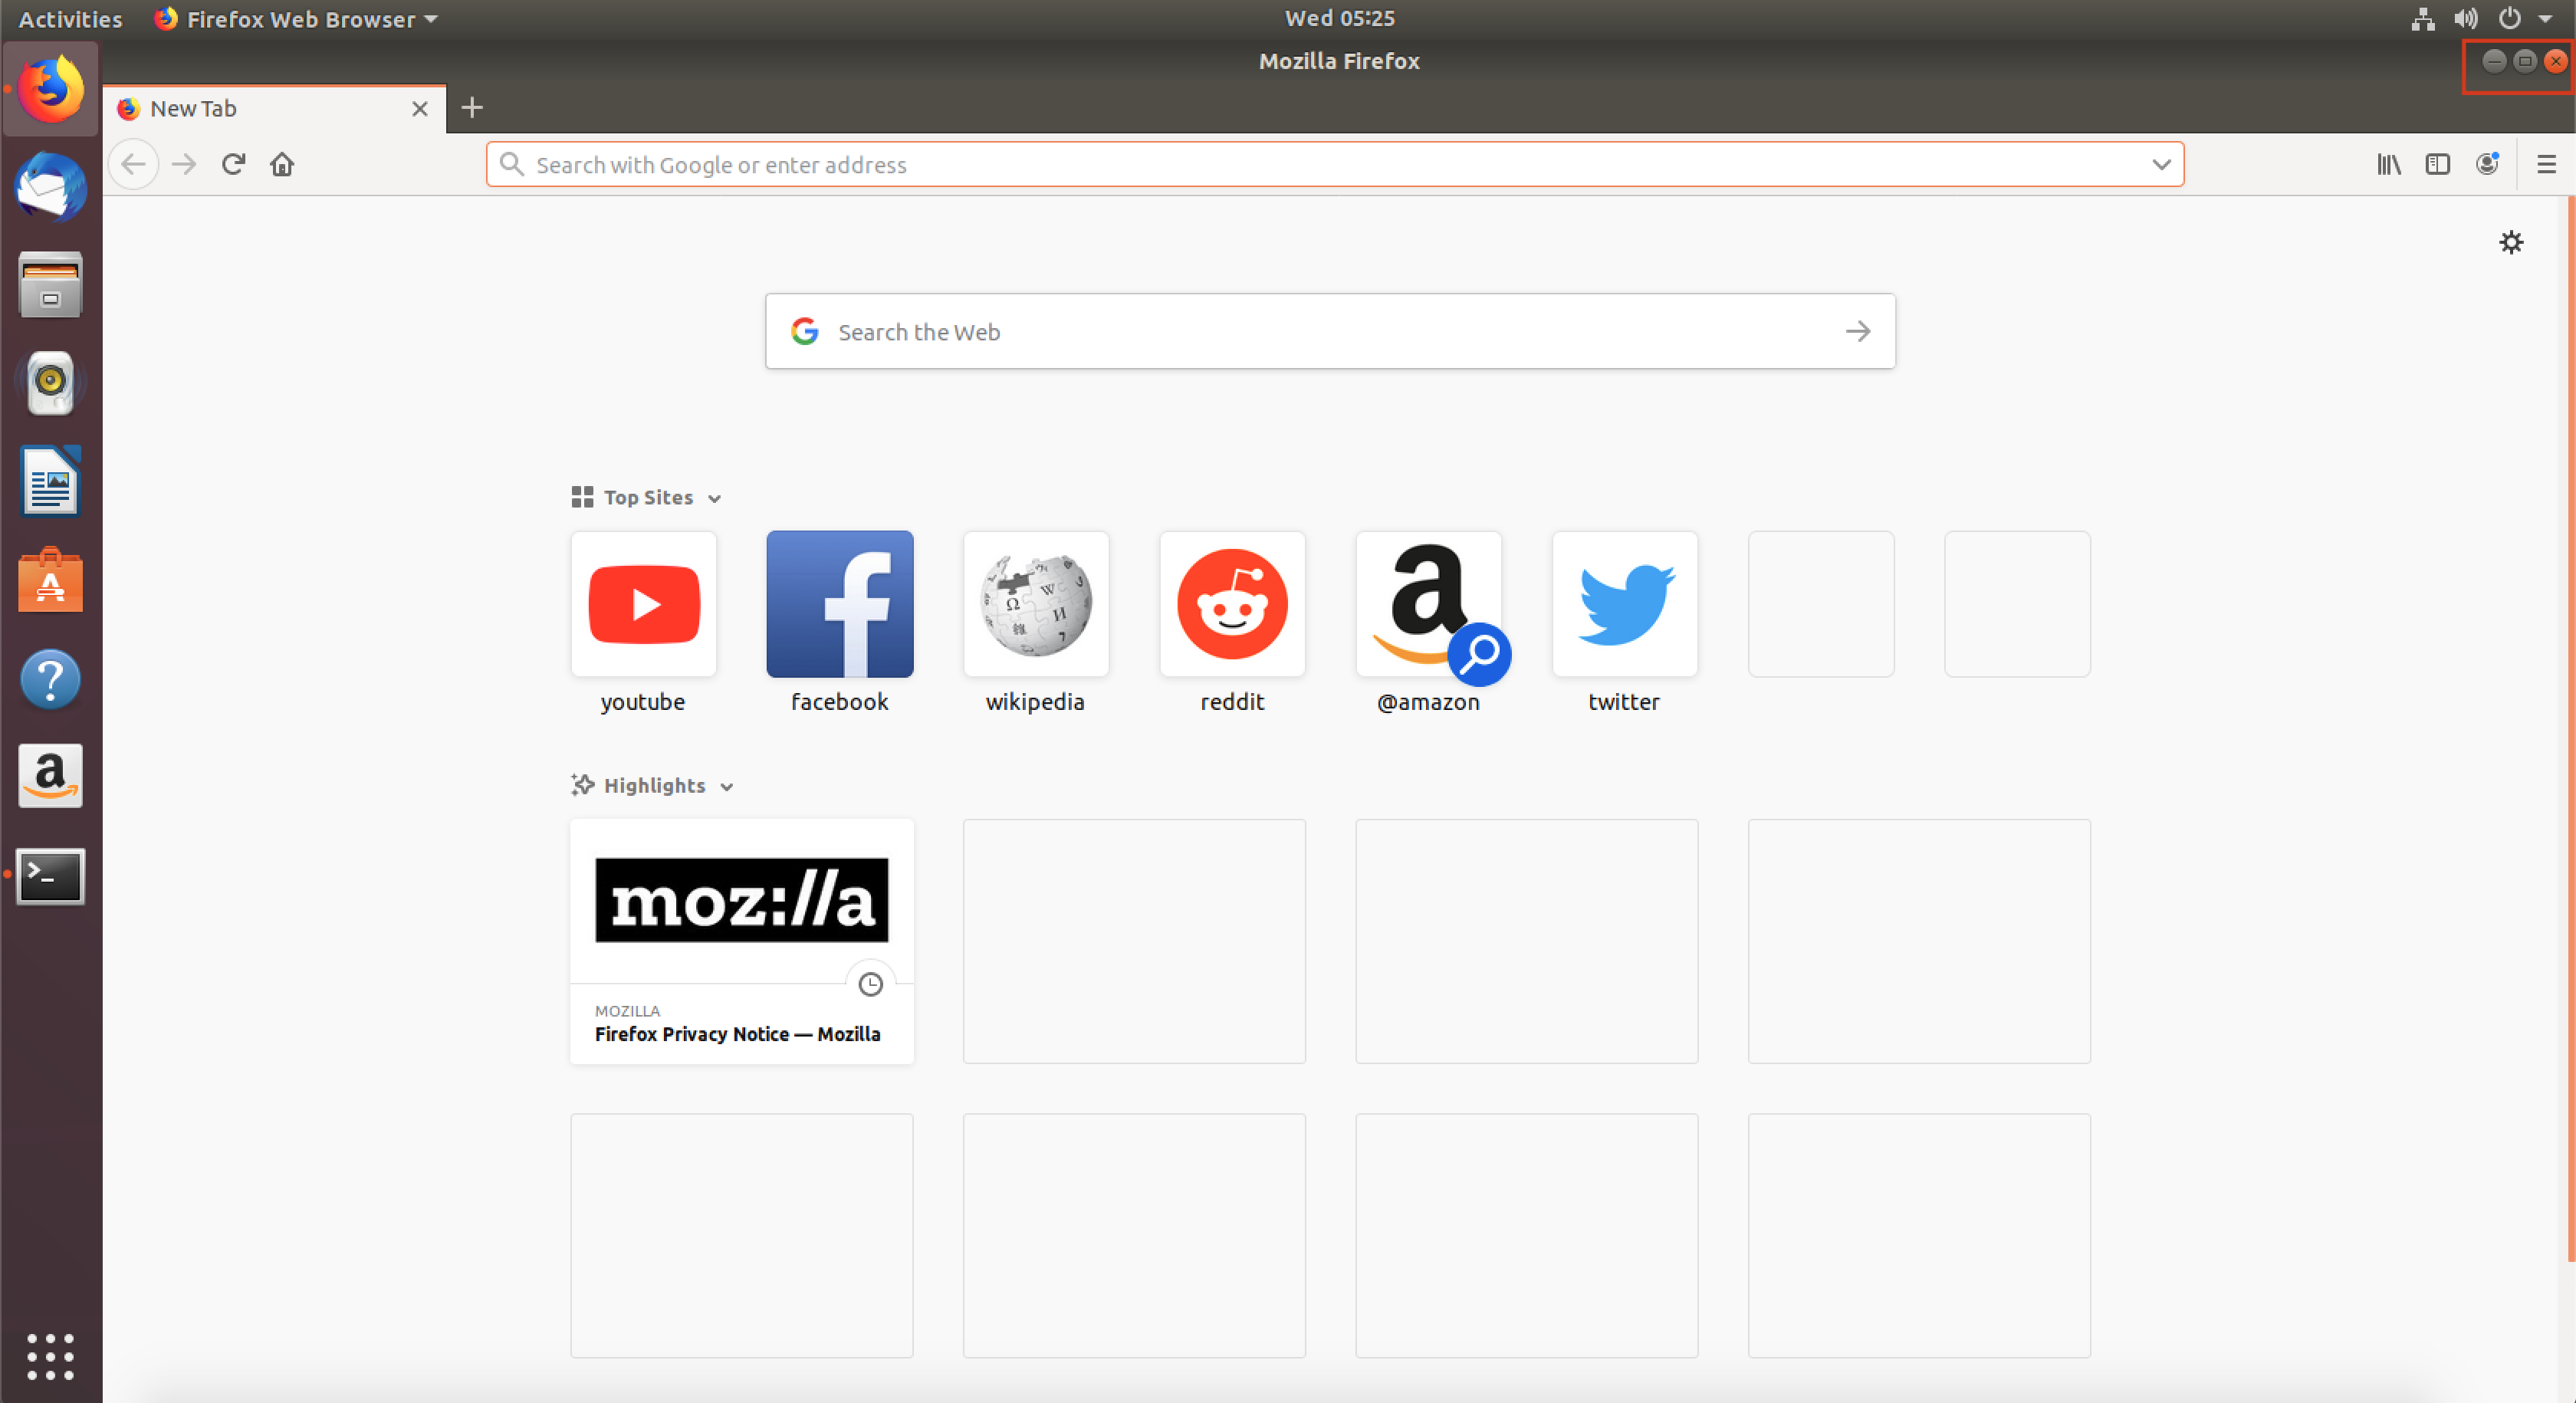 Activities Firefox Web Browser Wed 05:25
Mozilla Firefox
New Tab
Search with Google or enter address
Search the Web
Top Sites
youtube facebook wikipedia reddit @amazon twitter
Highlights
moz://a
MOZILLA
Firefox Privacy Notice — Mozilla